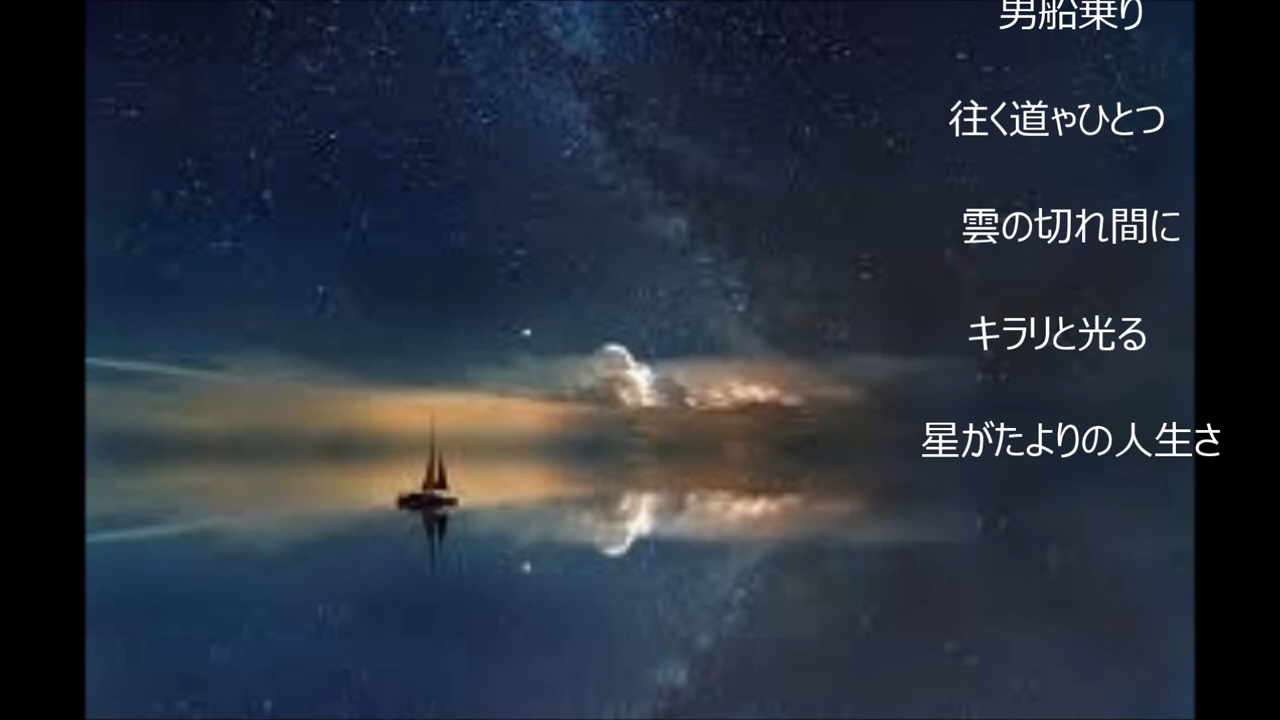 男船乗り
往く道ゃひとつ
雲の切れ間に
キラリと光る
星がたよりの人生さ